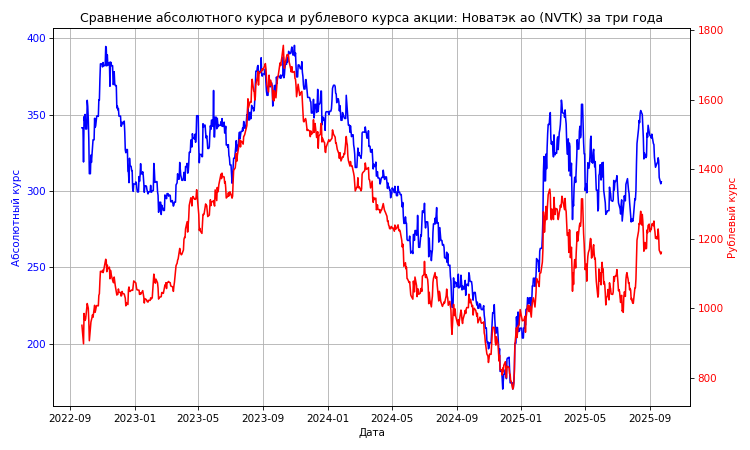 Сравнение абсолютного курса и рублевого курса акции: Новатэк ао (NVTK) за три года
400
350
300
250
200
Абсолютный курс
1800
1600
1400
1200
1000
800
Рублевый курс
2022-09 2023-01 2023-05 2023-09 2024-01 2024-05 2024-09 2025-01 2025-05 2025-09
Дата